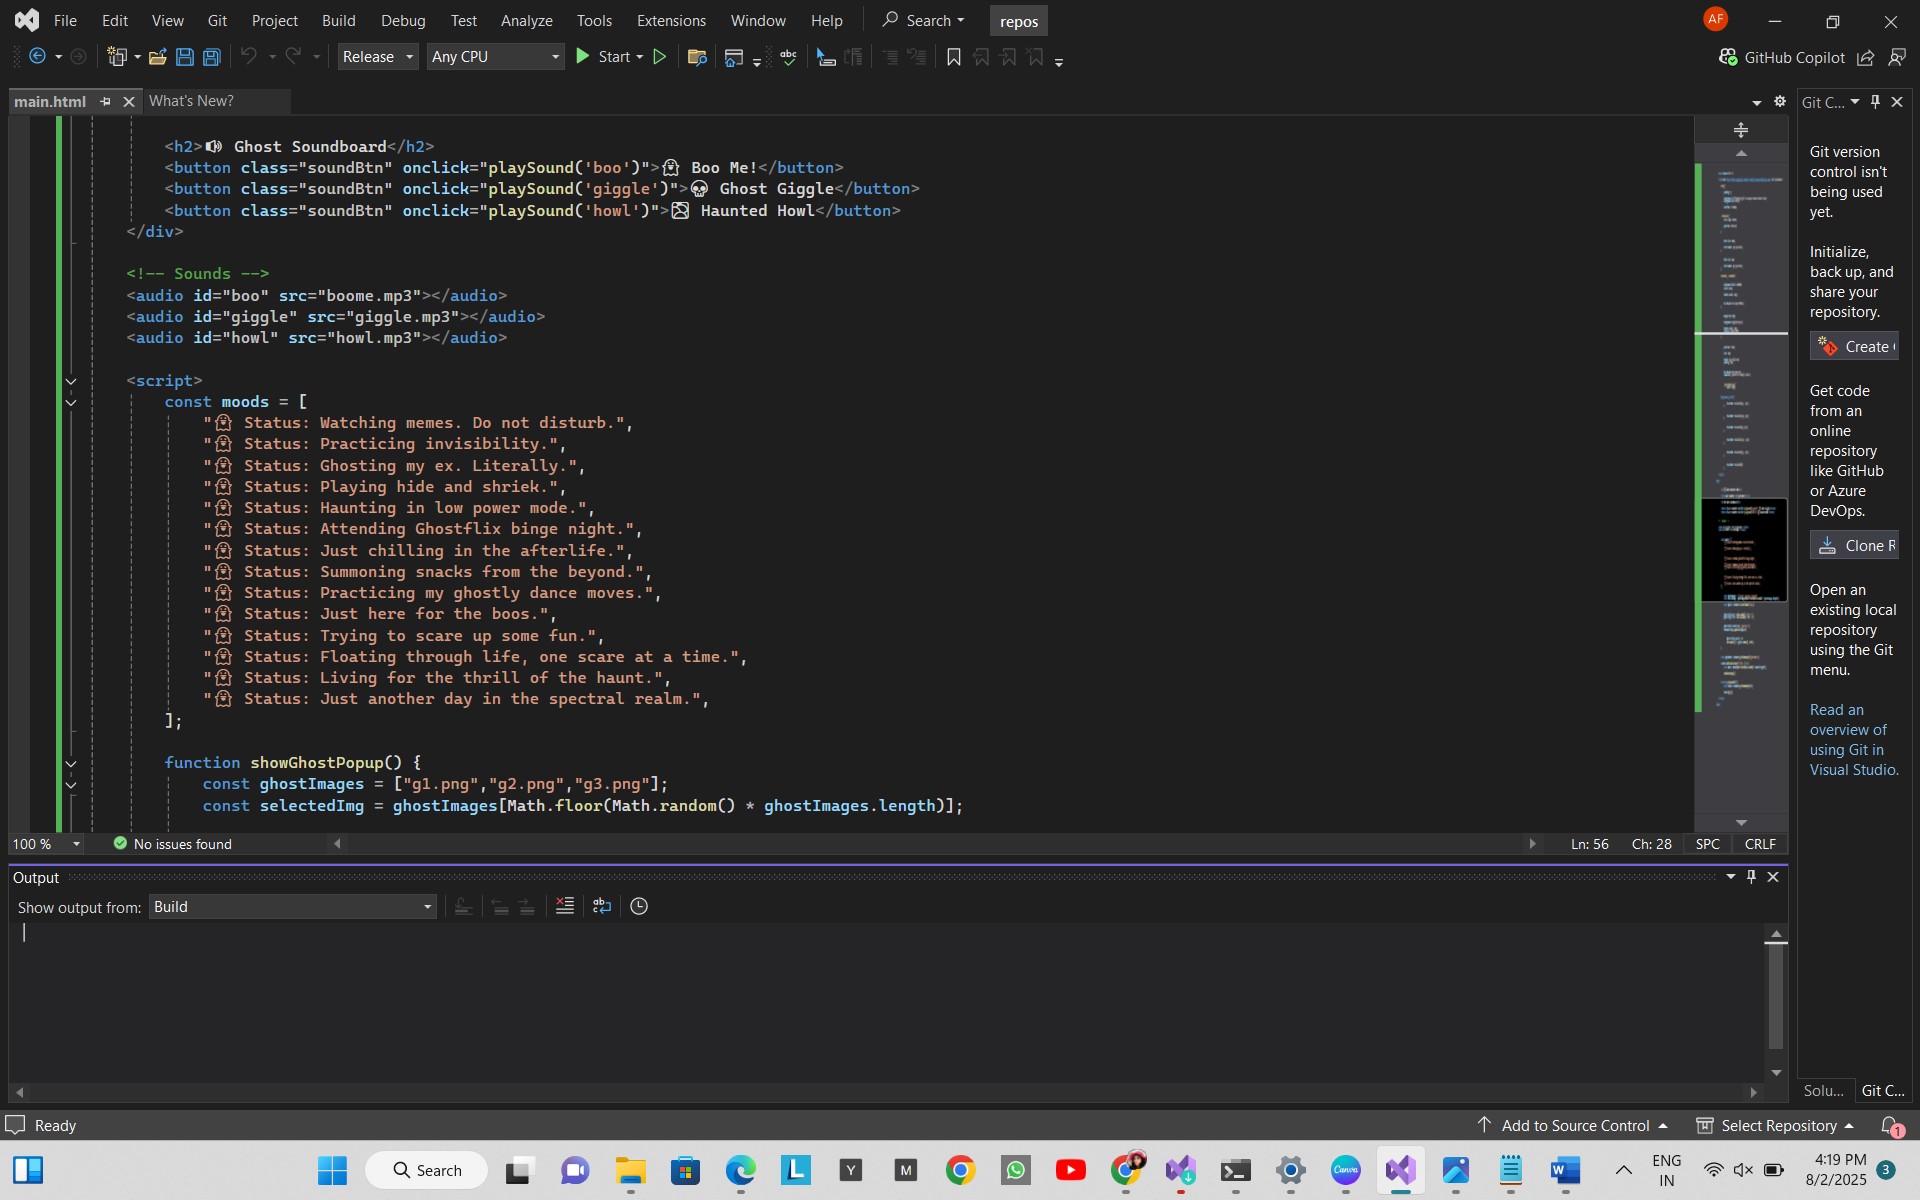 File Edit View Git Project Build Debug Test Analyze Tools Extensions Window Help Search repos AF
Release Any CPU Start GitHub Copilot
main.html What's New? Git C...
<h2>🔊 Ghost Soundboard</h2>
<button class="soundBtn" onclick="playSound('boo')">👻 Boo Me!</button>
<button class="soundBtn" onclick="playSound('giggle')">💀 Ghost Giggle</button>
<button class="soundBtn" onclick="playSound('howl')"> Haunted Howl</button>
</div>
<!-- Sounds -->
<audio id="boo" src="boome.mp3"></audio>
<audio id="giggle" src="giggle.mp3"></audio>
<audio id="howl" src="howl.mp3"></audio>
<script>
const moods = [
"👻 Status: Watching memes. Do not disturb.",
"👻 Status: Practicing invisibility.",
"👻 Status: Ghosting my ex. Literally.",
"👻 Status: Playing hide and shriek.",
"👻 Status: Haunting in low power mode.",
"👻 Status: Attending Ghostflix binge night.",
"👻 Status: Just chilling in the afterlife.",
"👻 Status: Summoning snacks from the beyond.",
"👻 Status: Practicing my ghostly dance moves.",
"👻 Status: Just here for the boos.",
"👻 Status: Trying to scare up some fun.",
"👻 Status: Floating through life, one scare at a time.",
"👻 Status: Living for the thrill of the haunt.",
"👻 Status: Just another day in the spectral realm.",
];
function showGhostPopup() {
const ghostImages = ["g1.png","g2.png","g3.png"];
const selectedImg = ghostImages[Math.floor(Math.random() * ghostImages.length)];
100 % No issues found Ln: 56 Ch: 28 SPC CRLF
Git version
control isn't
being used
yet.
Initialize,
back up, and
share your
repository.
Create
Get code
from an
online
repository
like GitHub
or Azure
DevOps.
Clone R
Open an
existing local
repository
using the Git
menu.
Read an
overview of
using Git in
Visual Studio.
Output
Show output from: Build
Solu... Git C...
Ready Add to Source Control Select Repository 1
Search L Y M Canva W ENG
IN
4:19 PM
8/2/2025
3